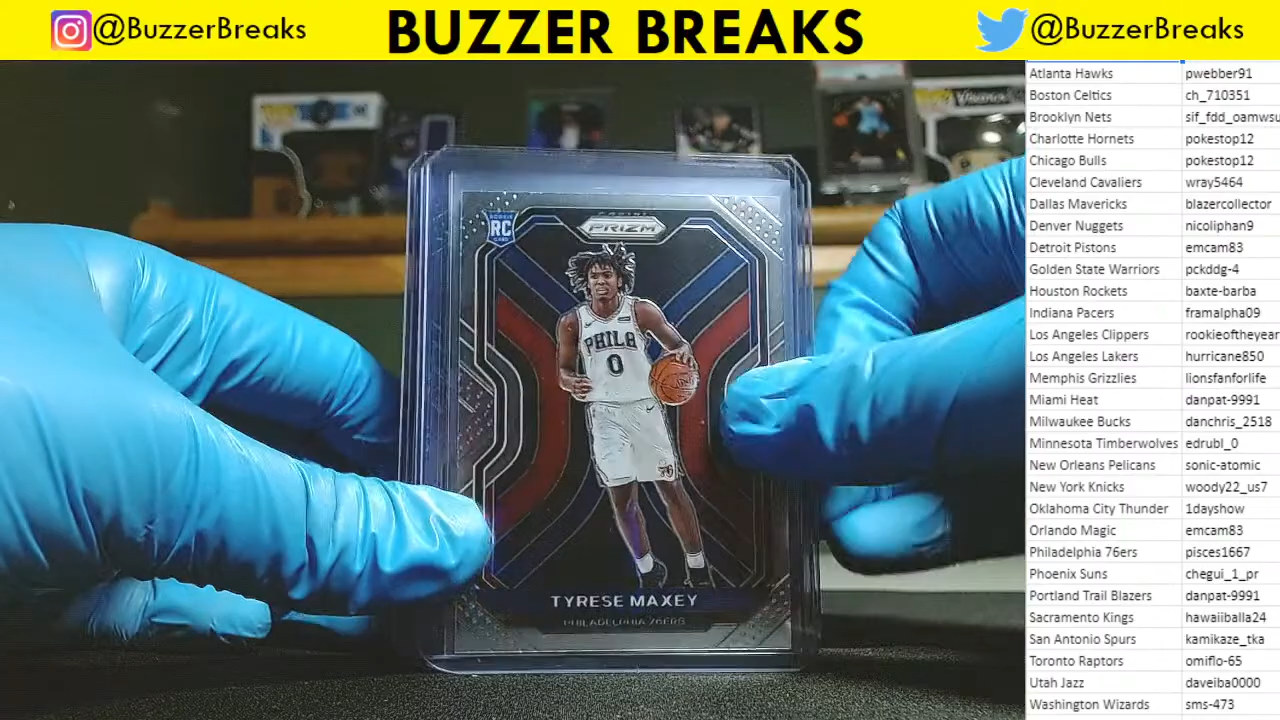 @BuzzerBreaks
BUZZER BREAKS
@BuzzerBreaks
Atlanta Hawks pwebber91
Boston Celtics ch_710351
Brooklyn Nets sif_fdd_oamwsu
Charlotte Hornets pokestop12
Chicago Bulls pokestop12
Cleveland Cavaliers wray5464
Dallas Mavericks blazercollector
Denver Nuggets nicoliphan9
Detroit Pistons emcam83
Golden State Warriors pckddg-4
Houston Rockets baxte-barba
Indiana Pacers framalpha09
Los Angeles Clippers rookieoftheyear
Los Angeles Lakers hurricane850
Memphis Grizzlies lionsfanforlife
Miami Heat danpat-9991
Milwaukee Bucks danchris_2518
Minnesota Timberwolves edrubl_0
New Orleans Pelicans sonic-atomic
New York Knicks woody22_us7
Oklahoma City Thunder 1dayshow
Orlando Magic emcam83
Philadelphia 76ers pisces1667
Phoenix Suns chegui_1_pr
Portland Trail Blazers danpat-9991
Sacramento Kings hawaiiballa24
San Antonio Spurs kamikaze_tka
Toronto Raptors omiflo-65
Utah Jazz daveiba0000
Washington Wizards sms-473
ROOKIE
RC
CARD
PANINI
PRIZM
PHILA
0
76
TYRESE MAXEY
PHILADELPHIA 76ERS